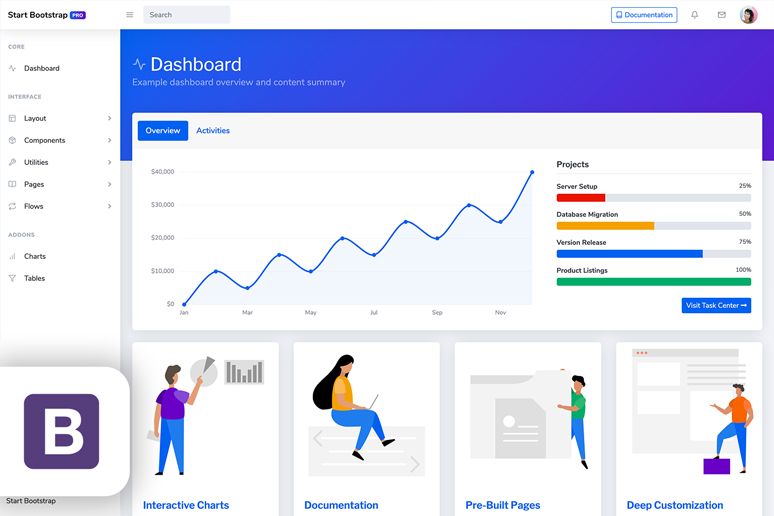 Start Bootstrap PRO
Search
Documentation
CORE
Dashboard
INTERFACE
Layout
Components
Utilities
Pages
Flows
ADDONS
Charts
Tables
B
Start Bootstrap
Dashboard
Example dashboard overview and content summary
Overview
Activities
$40,000
$30,000
$20,000
$10,000
$0
Jan Mar May Jul Sep Nov
Projects
Server Setup 25%
Database Migration 50%
Version Release 75%
Product Listings 100%
Visit Task Center
Interactive Charts
Documentation
Pre-Built Pages
Deep Customization